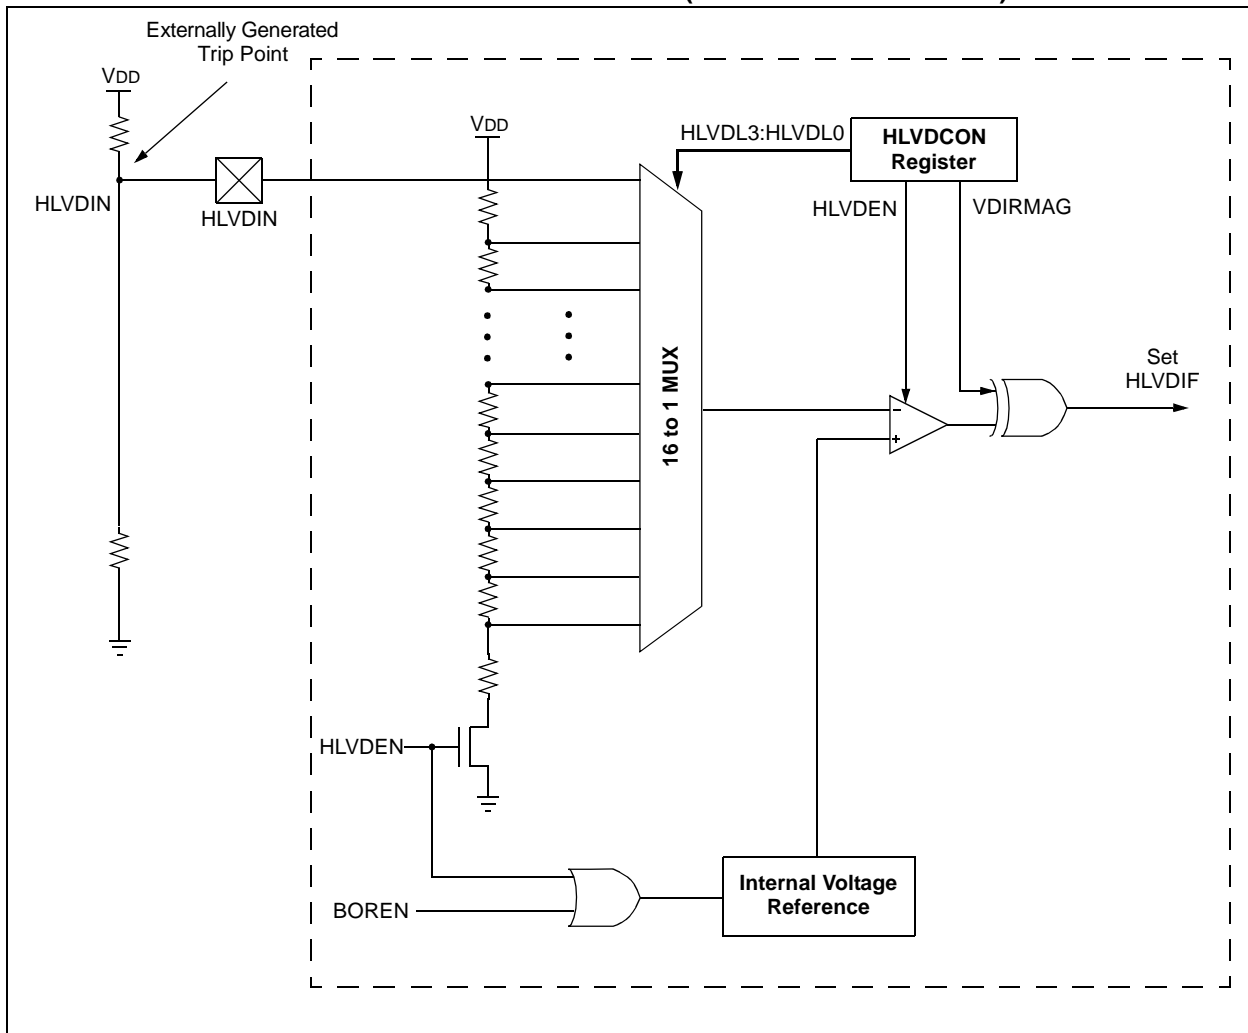 Externally Generated
Trip Point
VDD
VDD
HLVDL3:HLVDL0
HLVDCON
Register
HLVDIN
HLVDIN
HLVDEN
VDIRMAG
16 to 1 MUX
–
+
Set
HLVDIF
HLVDEN
BOREN
Internal Voltage
Reference